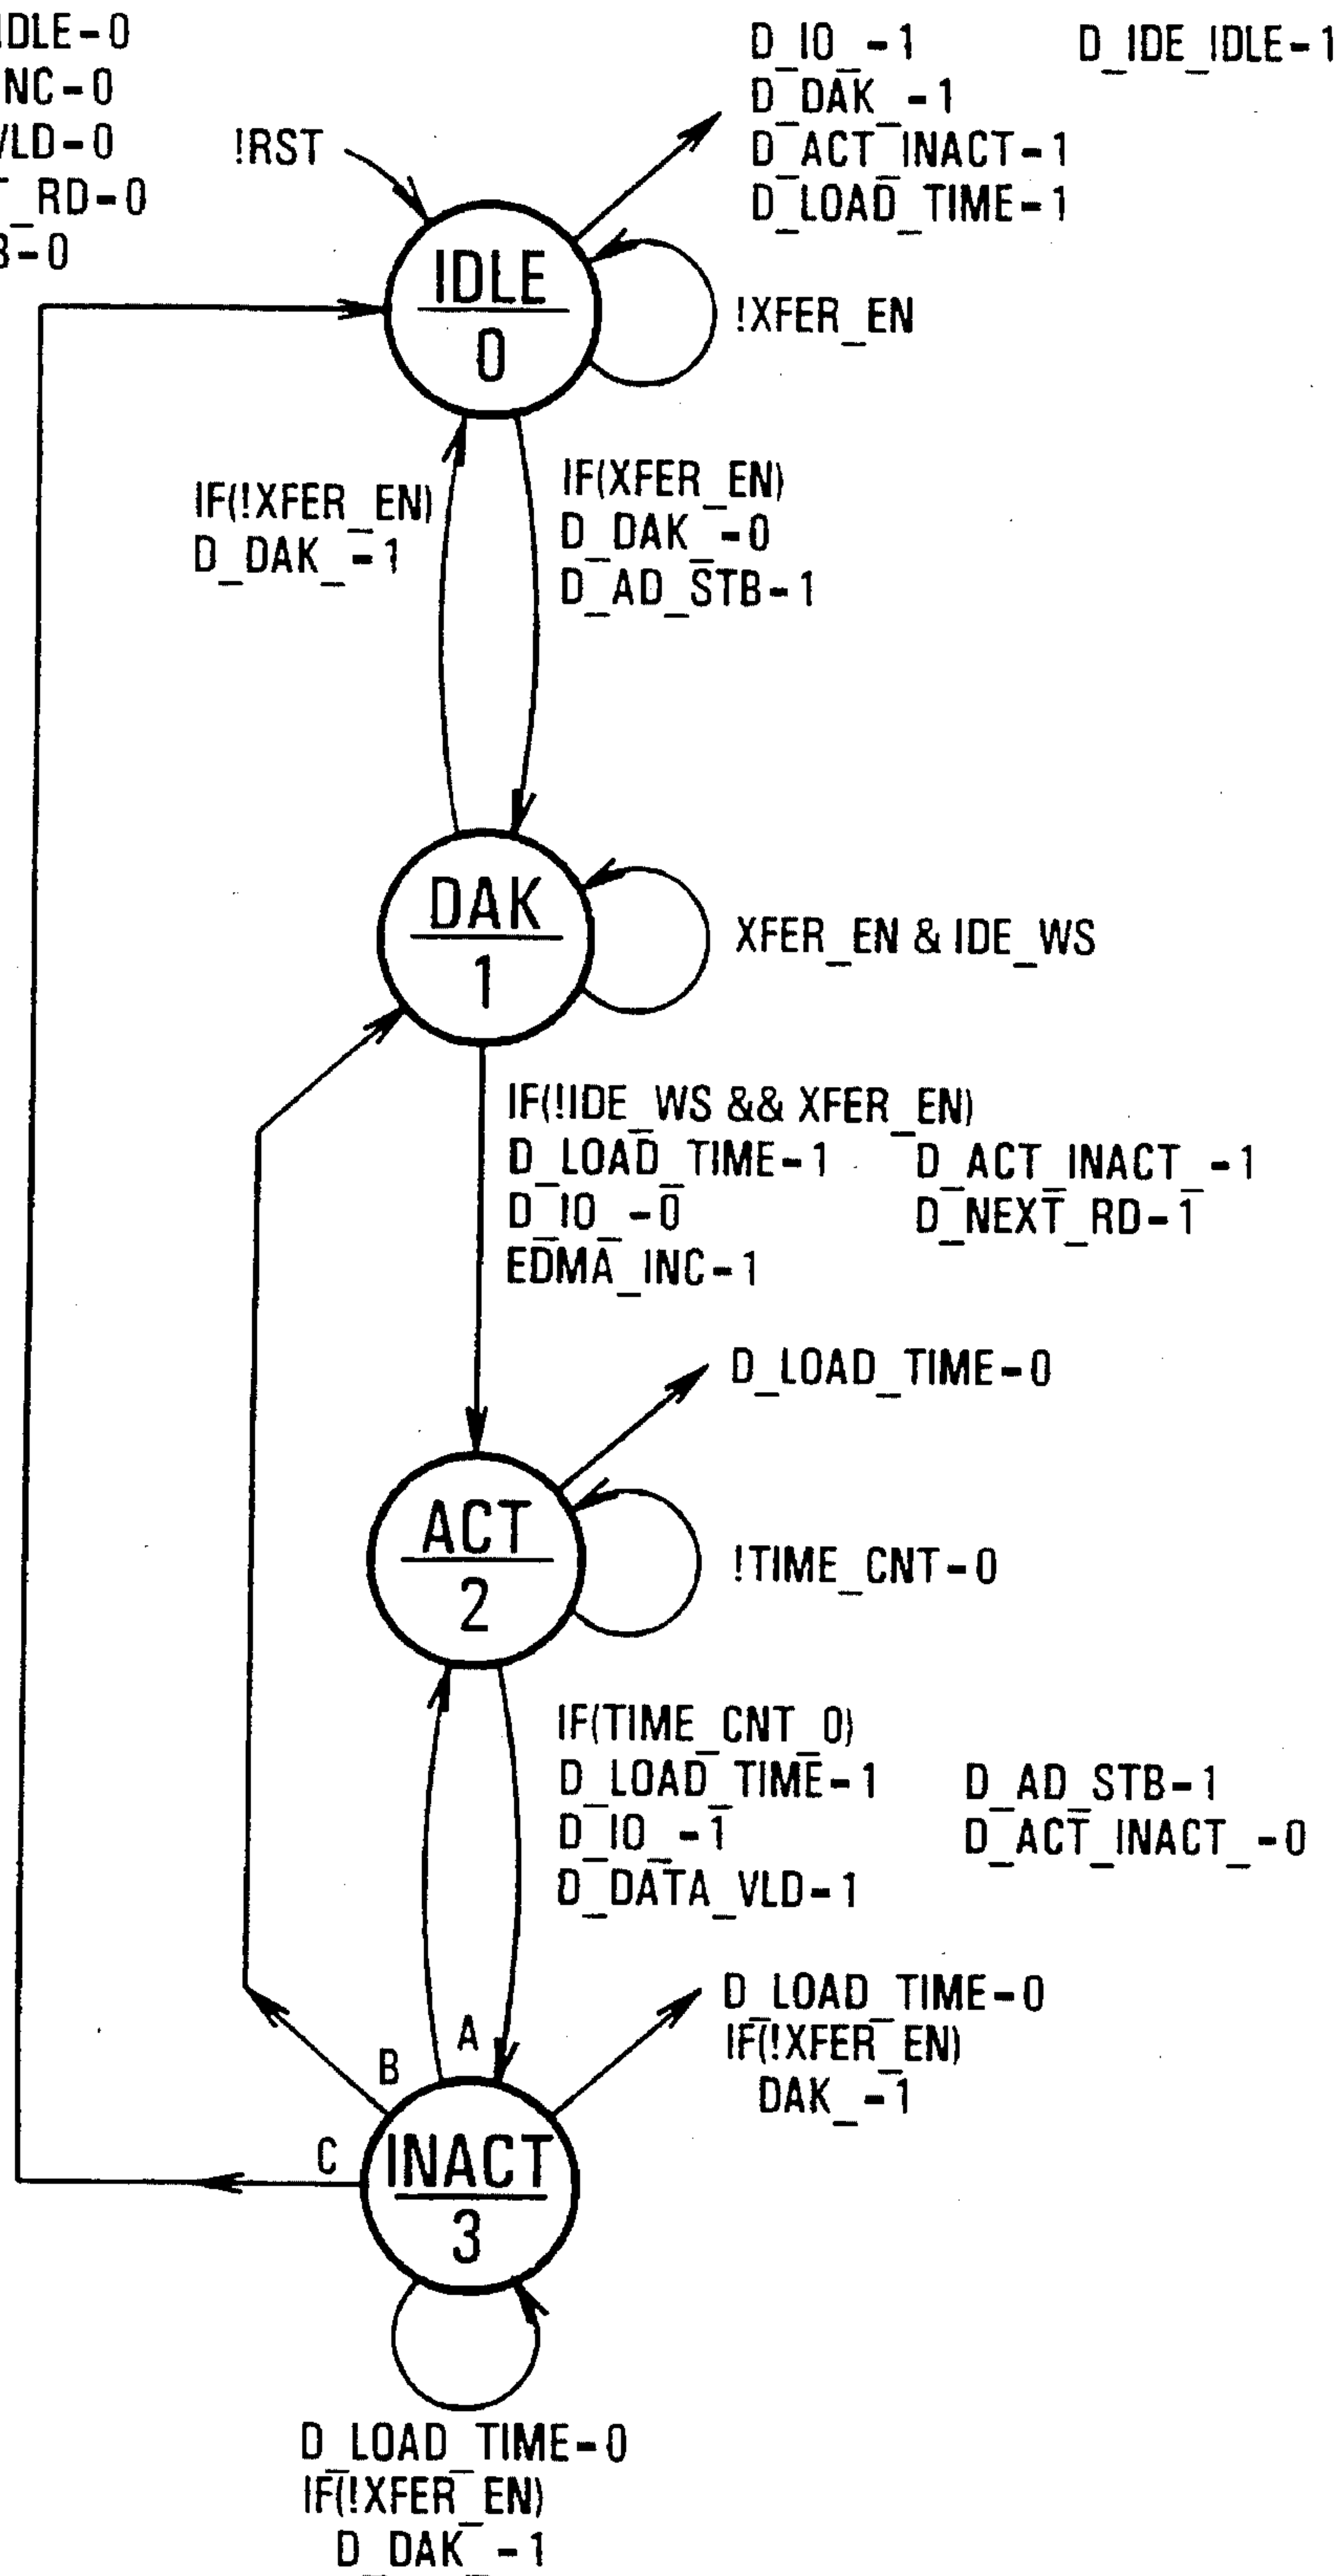 IDLE-0
NC-0
VLD-0
T_RD-0
B-0
!RST
D_IO_-1
D_DAK_-1
D_ACT_INACT-1
D_LOAD_TIME-1
D_IDE_IDLE-1
IDLE
0
!XFER_EN
IF(!XFER_EN)
D_DAK_-1
IF(XFER_EN)
D_DAK_-0
D_AD_STB-1
DAK
1
XFER_EN & IDE_WS
IF(!IDE_WS && XFER_EN)
D_LOAD_TIME-1 D_ACT_INACT_-1
D_IO_-0 D_NEXT_RD-1
EDMA_INC-1
D_LOAD_TIME-0
ACT
2
!TIME_CNT-0
IF(TIME_CNT_0)
D_LOAD_TIME-1 D_AD_STB-1
D_IO_-1 D_ACT_INACT_-0
D_DATA_VLD-1
A
B
C
D_LOAD_TIME-0
IF(!XFER_EN)
DAK_-1
INACT
3
D_LOAD_TIME-0
IF(!XFER_EN)
D_DAK_-1